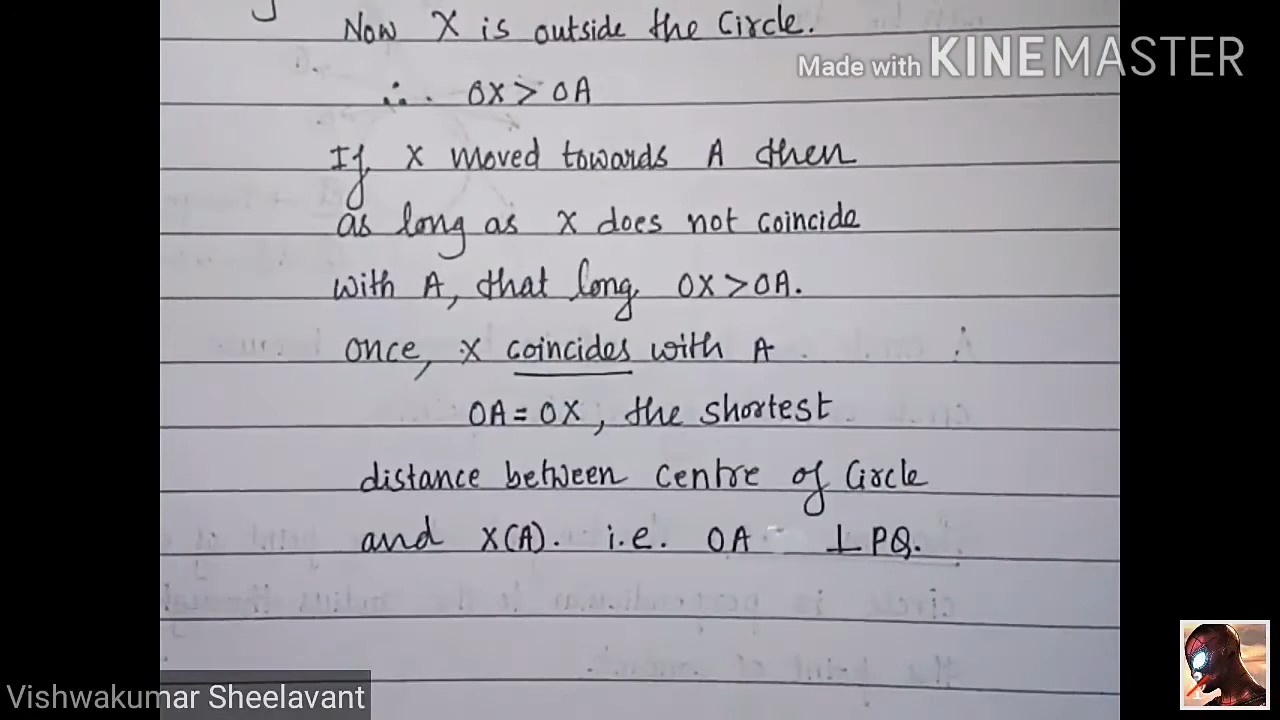 Now X is outside the Circle.
Made with KINEMASTER
∴ OX > OA
If X moved towards A then
as long as X does not coincide
with A, that long OX > OA.
once, X coincides with A
OA = OX, the shortest
distance between centre of Circle
and X(A). i.e. OA ⊥ PQ.
Vishwakumar Sheelavant